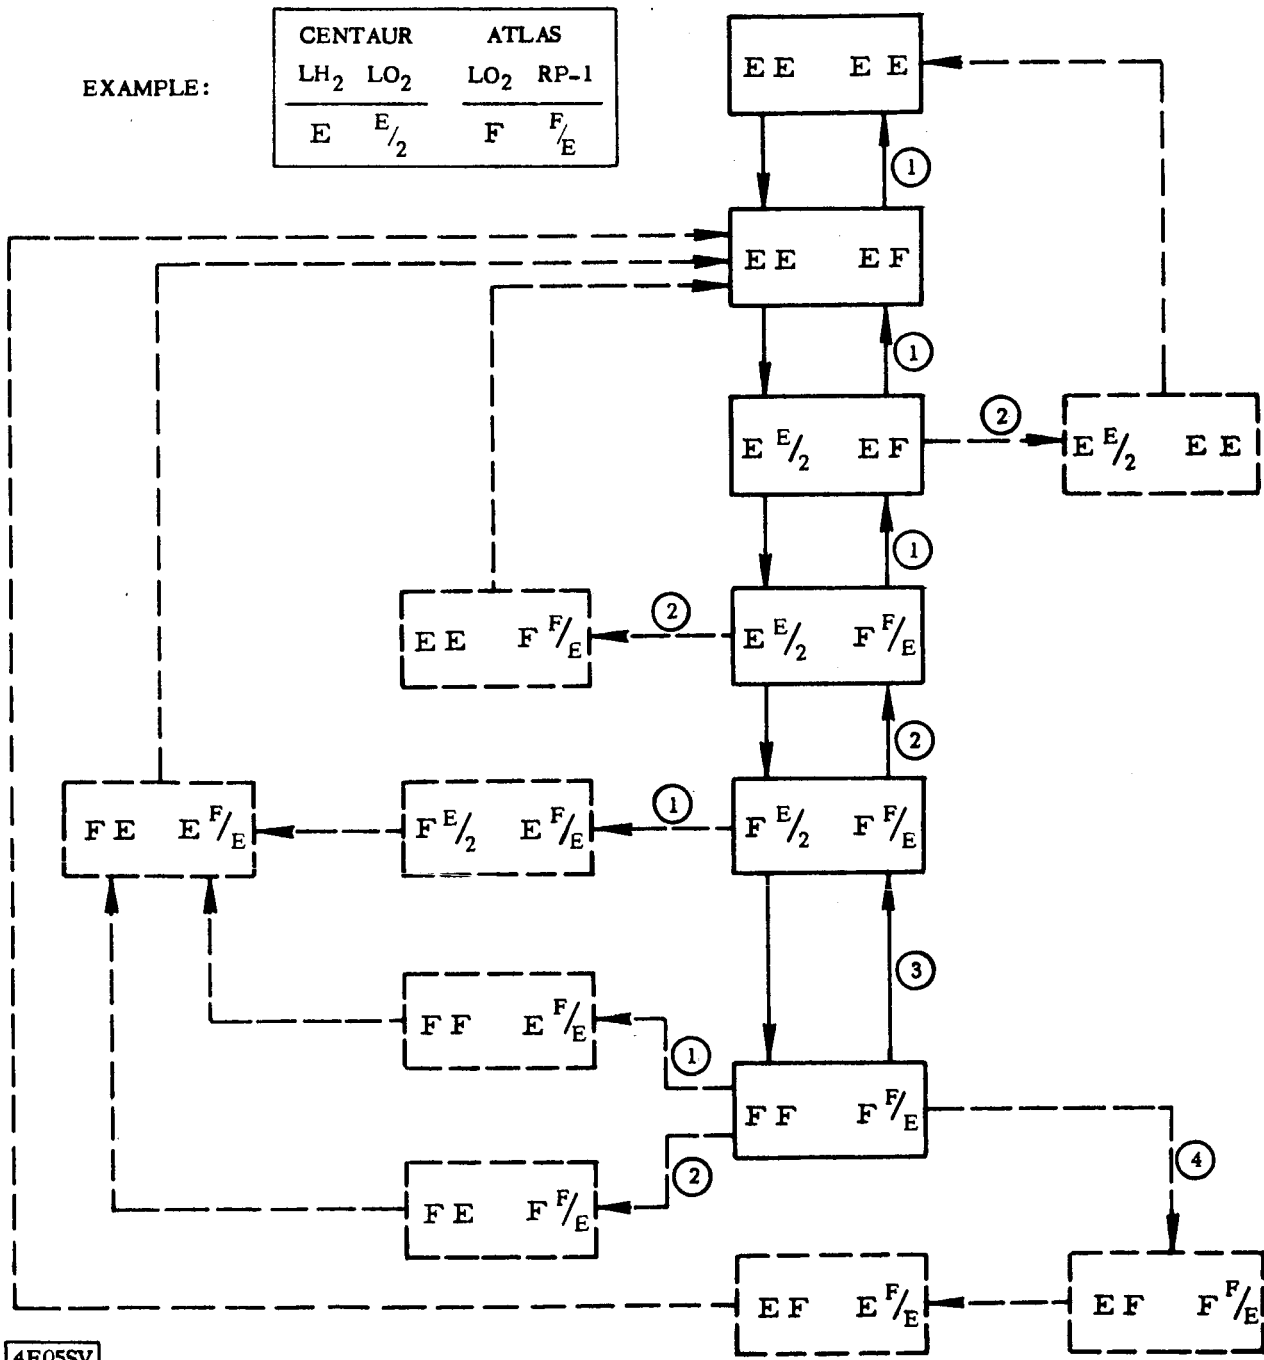 CENTAUR ATLAS
EXAMPLE: LH₂ LO₂ LO₂ RP-1
E E/2 F F/E
E E E E
1
E E E F
1
E E/2 E F
2
E E/2 E E
1
E E F F/E
2
E E/2 F F/E
2
F E E F/E
F E/2 E F/E
1
F E/2 F F/E
3
F F E F/E
1
F F F F/E
2
4
F E F F/E
E F E F/E
E F F F/E
4E05SV